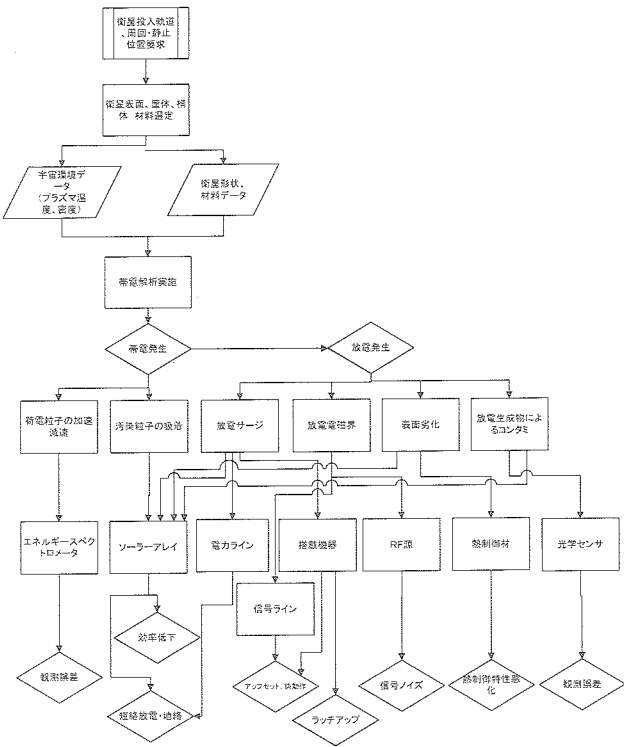 衛星投入軌道
、周回・静止
位置要求
衛星表面、筐体、構
体 材料選定
宇宙環境デ
ータ
(プラズマ温
度、密度)
衛星形状、
材料データ
帯電解析実施
帯電発生
放電発生
荷電粒子の加速
減速
汚染粒子の吸着
放電サージ
放電電磁界
表面劣化
放電生成物によ
るコンタミ
エネルギースペク
トロメータ
ソーラーアレイ
電力ライン
搭載機器
RF源
熱制御材
光学センサ
信号ライン
効率低下
観測誤差
アップセット、誤動作
信号ノイズ
熱制御特性悪
化
観測誤差
短絡放電・地絡
ラッチアップ